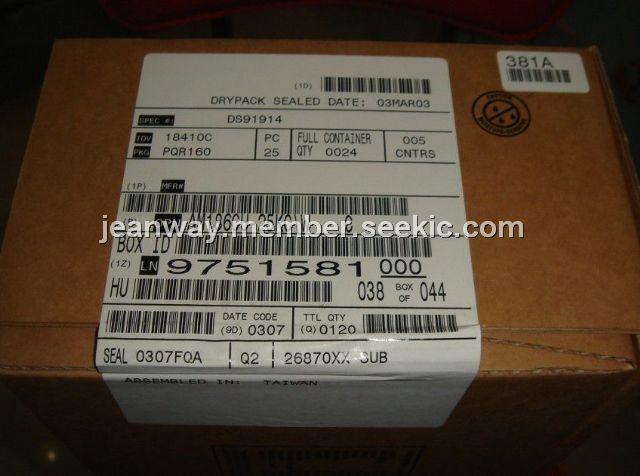 381A
(1D)
DRYPACK SEALED DATE: 03MAR03
SPEC #: DS91914
IDV 18410C PC FULL CONTAINER 005
PKG PQR160 25 QTY 0024 CNTRS
(1P) MFR#
jeanway.member.seekic.com
BOX ID
(1Z) LN 9751581 000
HU 038 BOX OF 044
DATE CODE TTL QTY
(9D) 0307 (Q) 0120
SEAL 0307FQA Q2 26870XX-SUB
ASSEMBLED IN: TAIWAN